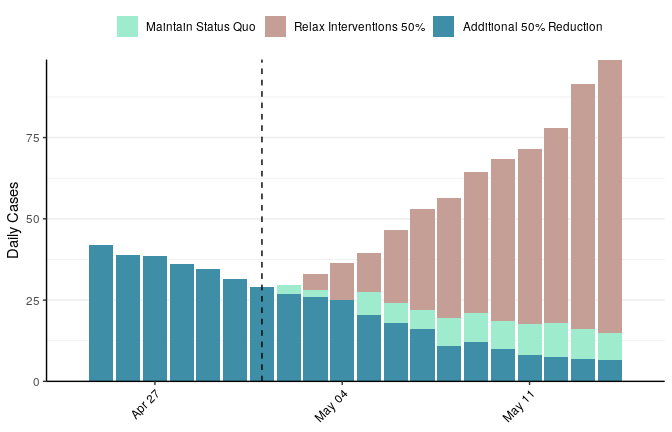 Maintain Status Quo Relax Interventions 50% Additional 50% Reduction
Daily Cases
75
50
25
0
Apr 27 May 04 May 11